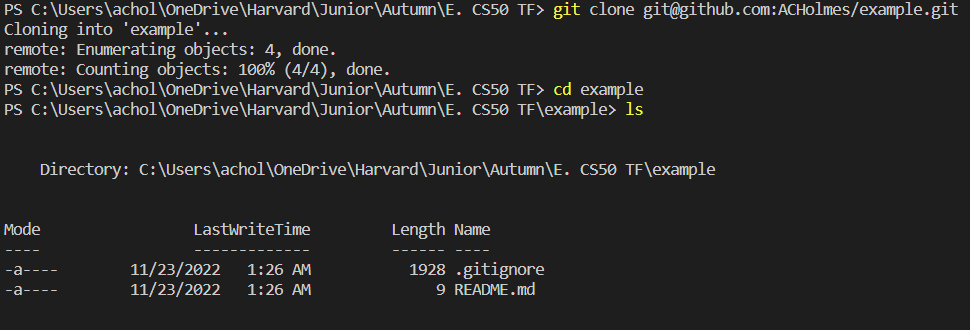 PS C:\Users\achol\OneDrive\Harvard\Junior\Autumn\E. CS50 TF> git clone git@github.com:ACHolmes/example.git
Cloning into 'example'...
remote: Enumerating objects: 4, done.
remote: Counting objects: 100% (4/4), done.
PS C:\Users\achol\OneDrive\Harvard\Junior\Autumn\E. CS50 TF> cd example
PS C:\Users\achol\OneDrive\Harvard\Junior\Autumn\E. CS50 TF\example> ls
Directory: C:\Users\achol\OneDrive\Harvard\Junior\Autumn\E. CS50 TF\example
Mode LastWriteTime Length Name
---- ------------- ------ ----
-a---- 11/23/2022 1:26 AM 1928 .gitignore
-a---- 11/23/2022 1:26 AM 9 README.md